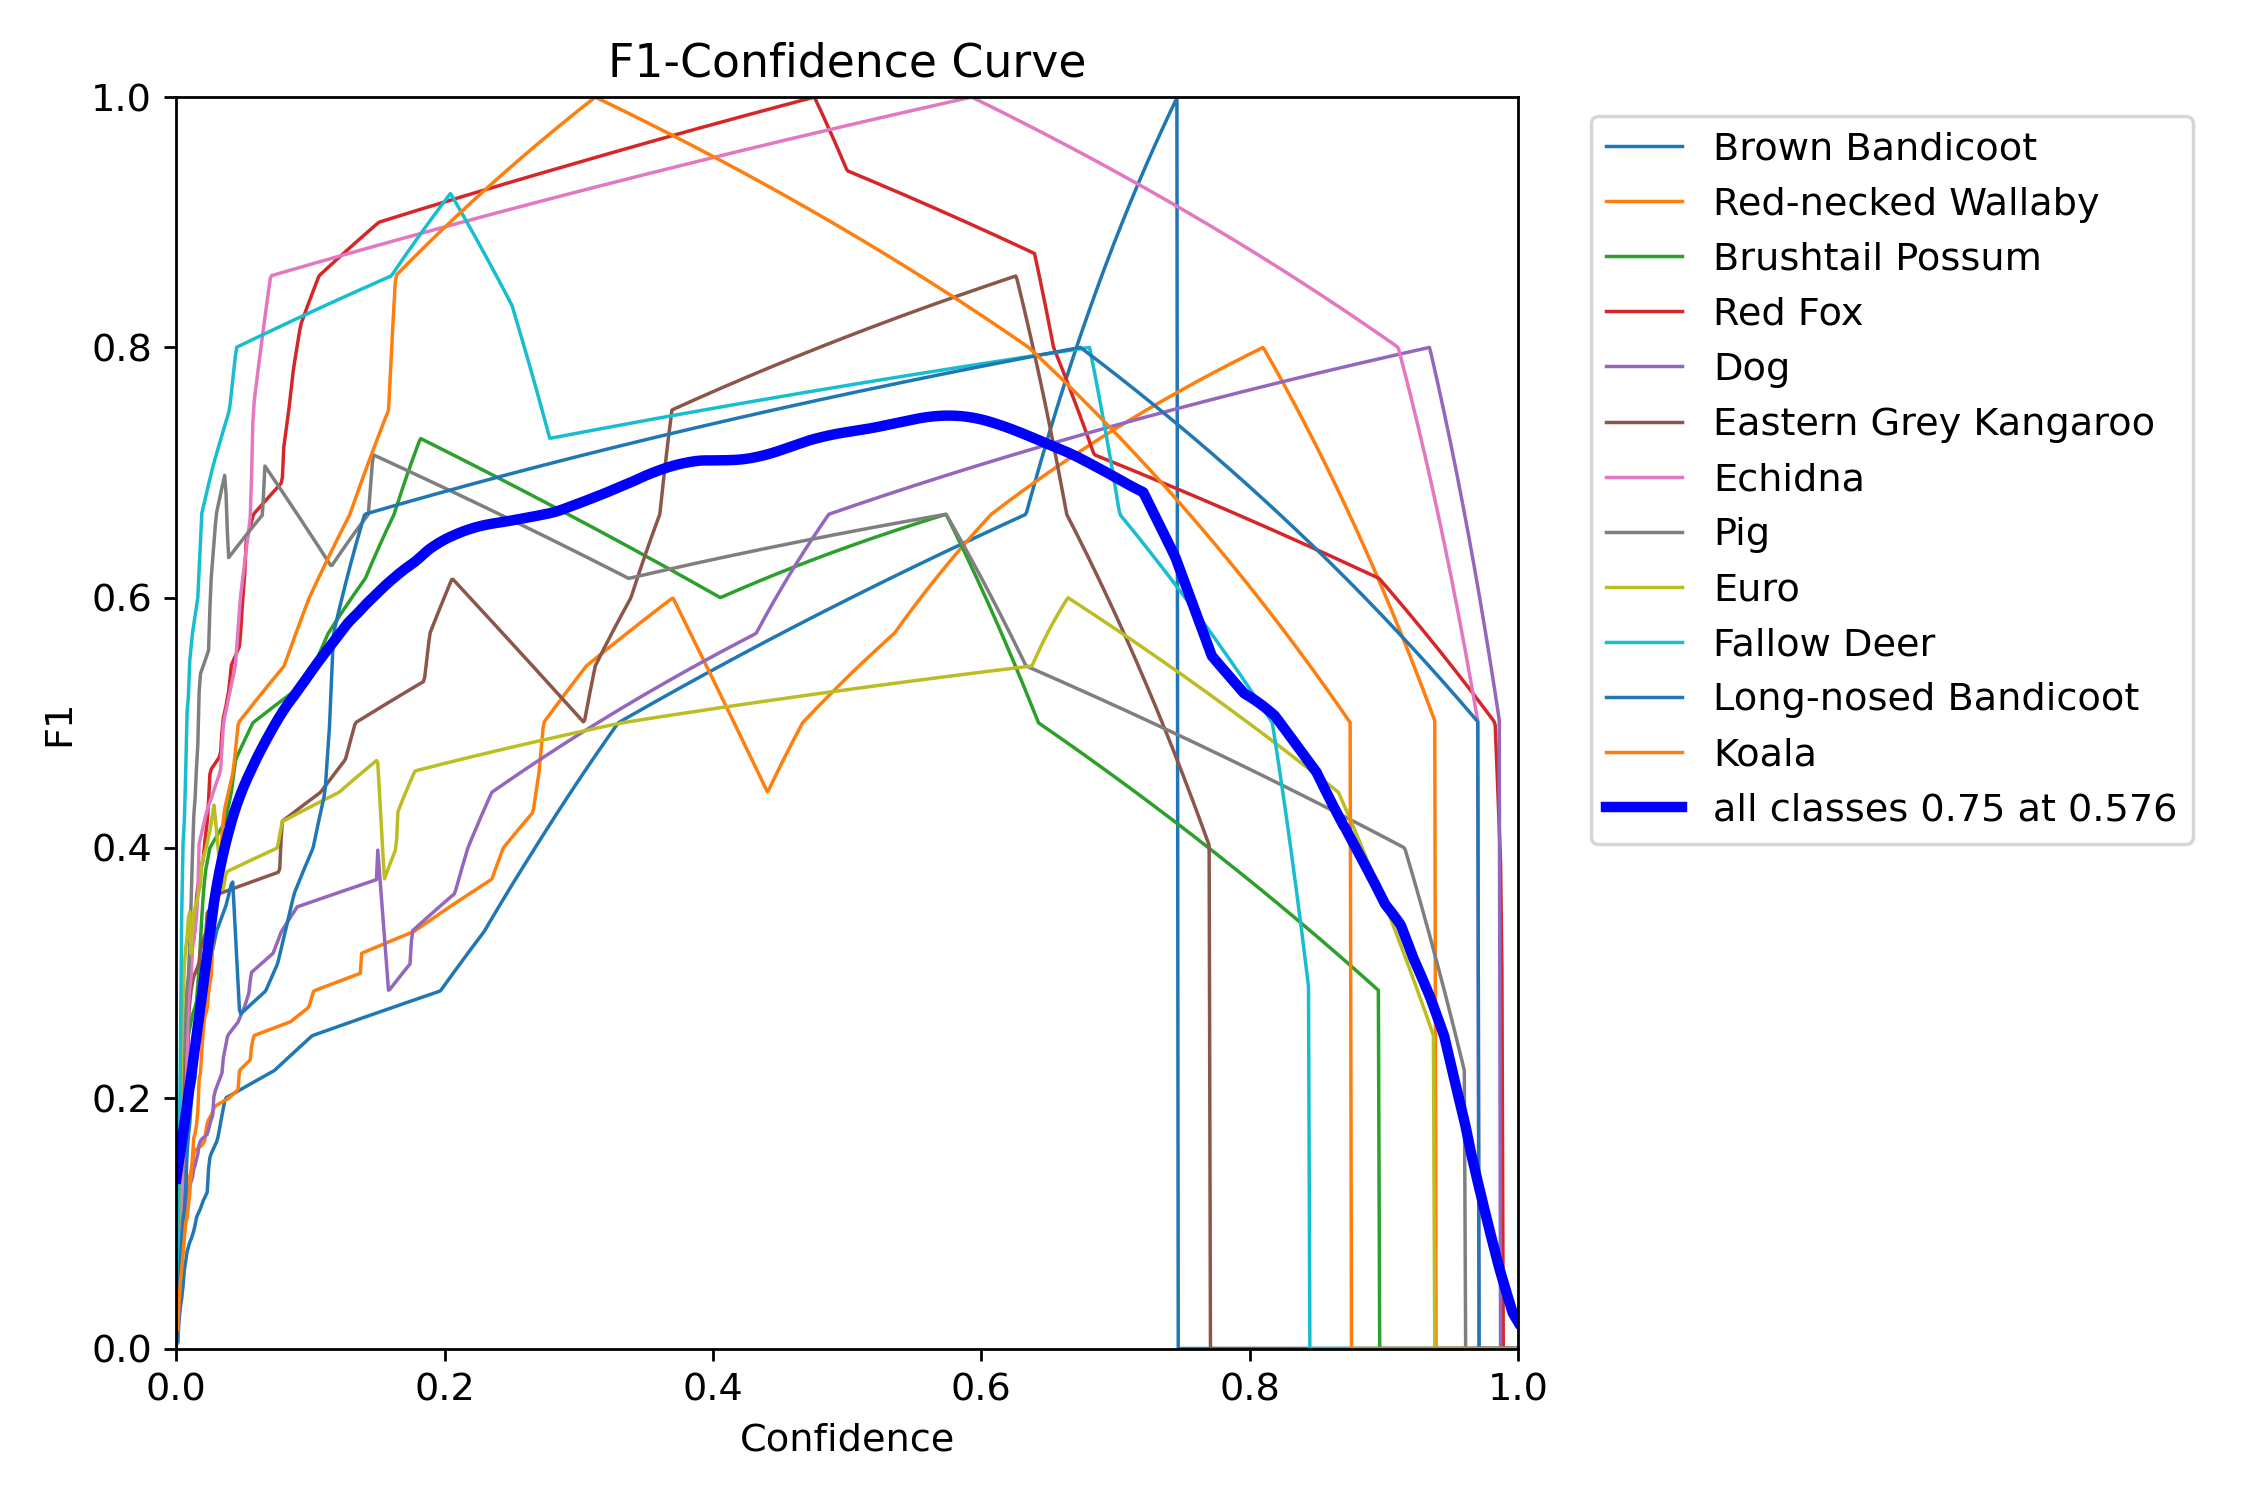 F1-Confidence Curve
1.0
0.8
0.6
0.4
0.2
0.0
F1
0.0 0.2 0.4 0.6 0.8 1.0
Confidence
Brown Bandicoot
Red-necked Wallaby
Brushtail Possum
Red Fox
Dog
Eastern Grey Kangaroo
Echidna
Pig
Euro
Fallow Deer
Long-nosed Bandicoot
Koala
all classes 0.75 at 0.576